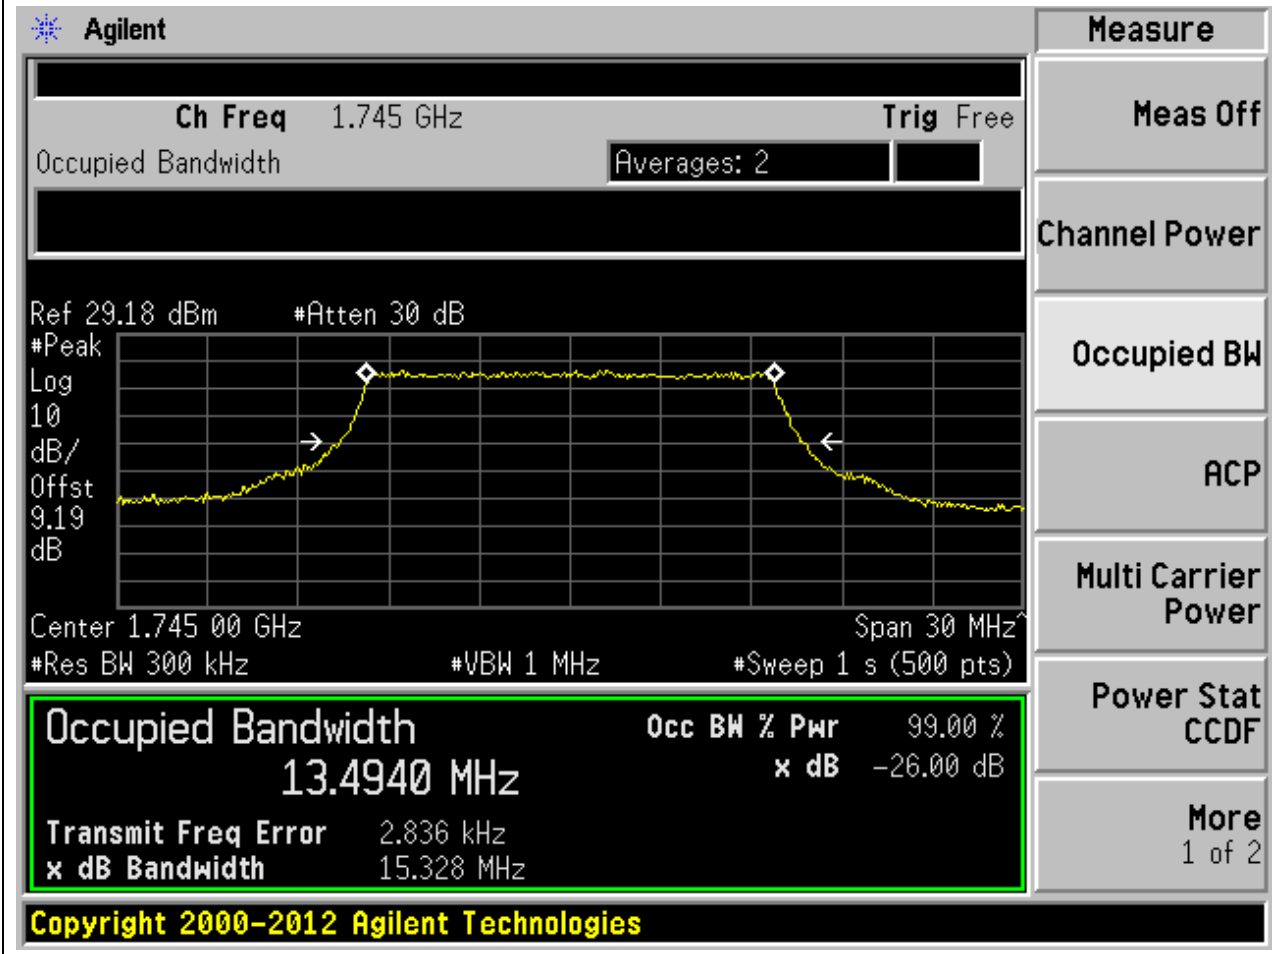 Agilent
Measure
Ch Freq 1.745 GHz Trig Free
Occupied Bandwidth Averages: 2
Ref 29.18 dBm #Atten 30 dB
#Peak
Log
10
dB/
Offst
9.19
dB
Center 1.745 00 GHz Span 30 MHz^
#Res BW 300 kHz #VBW 1 MHz #Sweep 1 s (500 pts)
Occupied Bandwidth Occ BW % Pwr 99.00 %
13.4940 MHz x dB -26.00 dB
Transmit Freq Error 2.836 kHz
x dB Bandwidth 15.328 MHz
Meas Off
Channel Power
Occupied BW
ACP
Multi Carrier
Power
Power Stat
CCDF
More
1 of 2
Copyright 2000-2012 Agilent Technologies